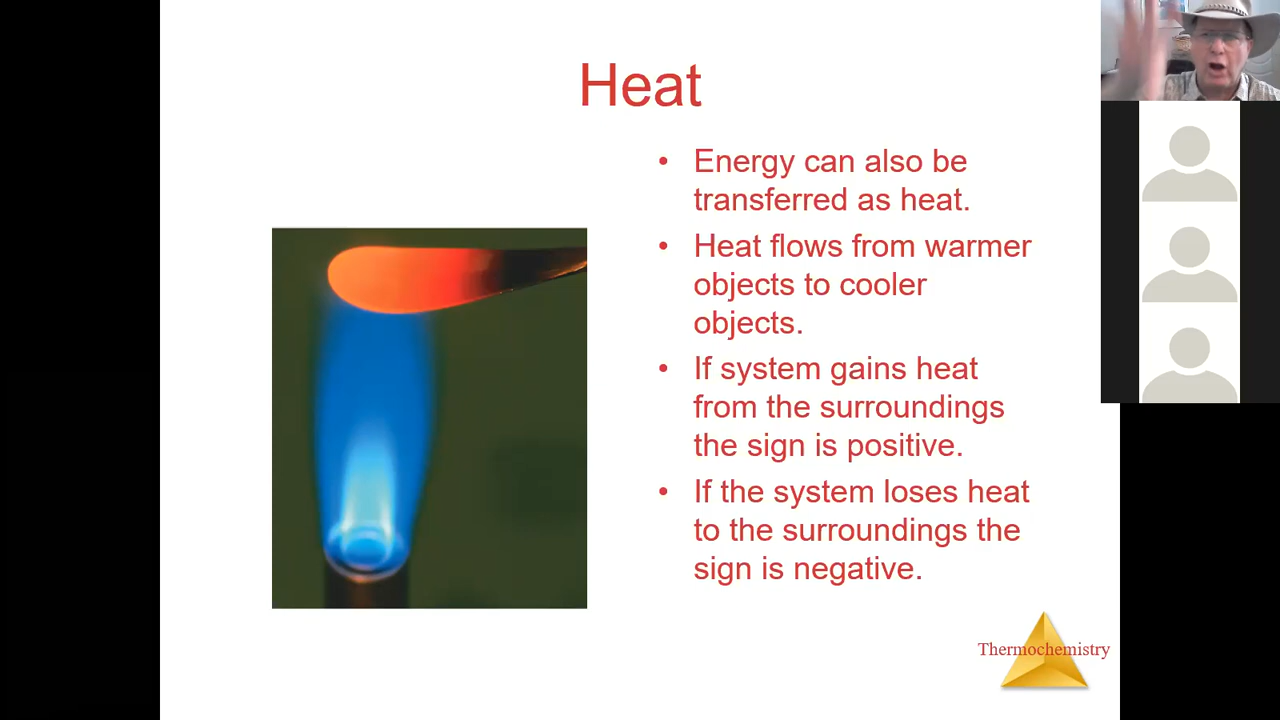 Heat
• Energy can also be
transferred as heat.
• Heat flows from warmer
objects to cooler
objects.
• If system gains heat
from the surroundings
the sign is positive.
• If the system loses heat
to the surroundings the
sign is negative.
Thermochemistry